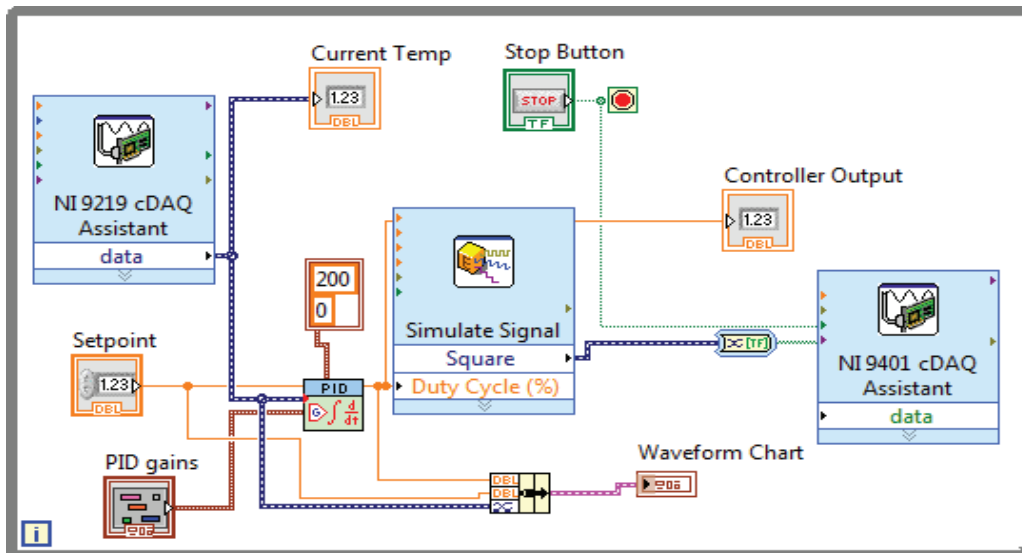 Current Temp
1.23
DBL
Stop Button
STOP
TF
NI 9219 cDAQ
Assistant
data
Controller Output
1.23
DBL
200
0
Simulate Signal
Square
Duty Cycle (%)
[TF]
NI 9401 cDAQ
Assistant
data
Setpoint
1.23
DBL
PID
G
d
dt
PID gains
Waveform Chart
DBL
DBL
i